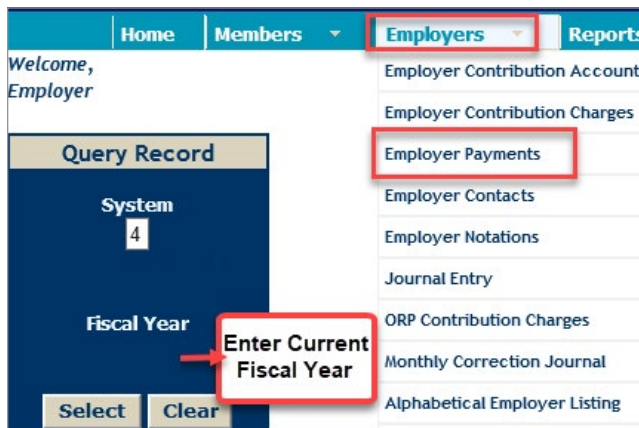 Home Members Employers Reports
Welcome,
Employer
Query Record
System
4
Fiscal Year
Enter Current
Fiscal Year
Select Clear
Employer Contribution Account
Employer Contribution Charges
Employer Payments
Employer Contacts
Employer Notations
Journal Entry
ORP Contribution Charges
Monthly Correction Journal
Alphabetical Employer Listing